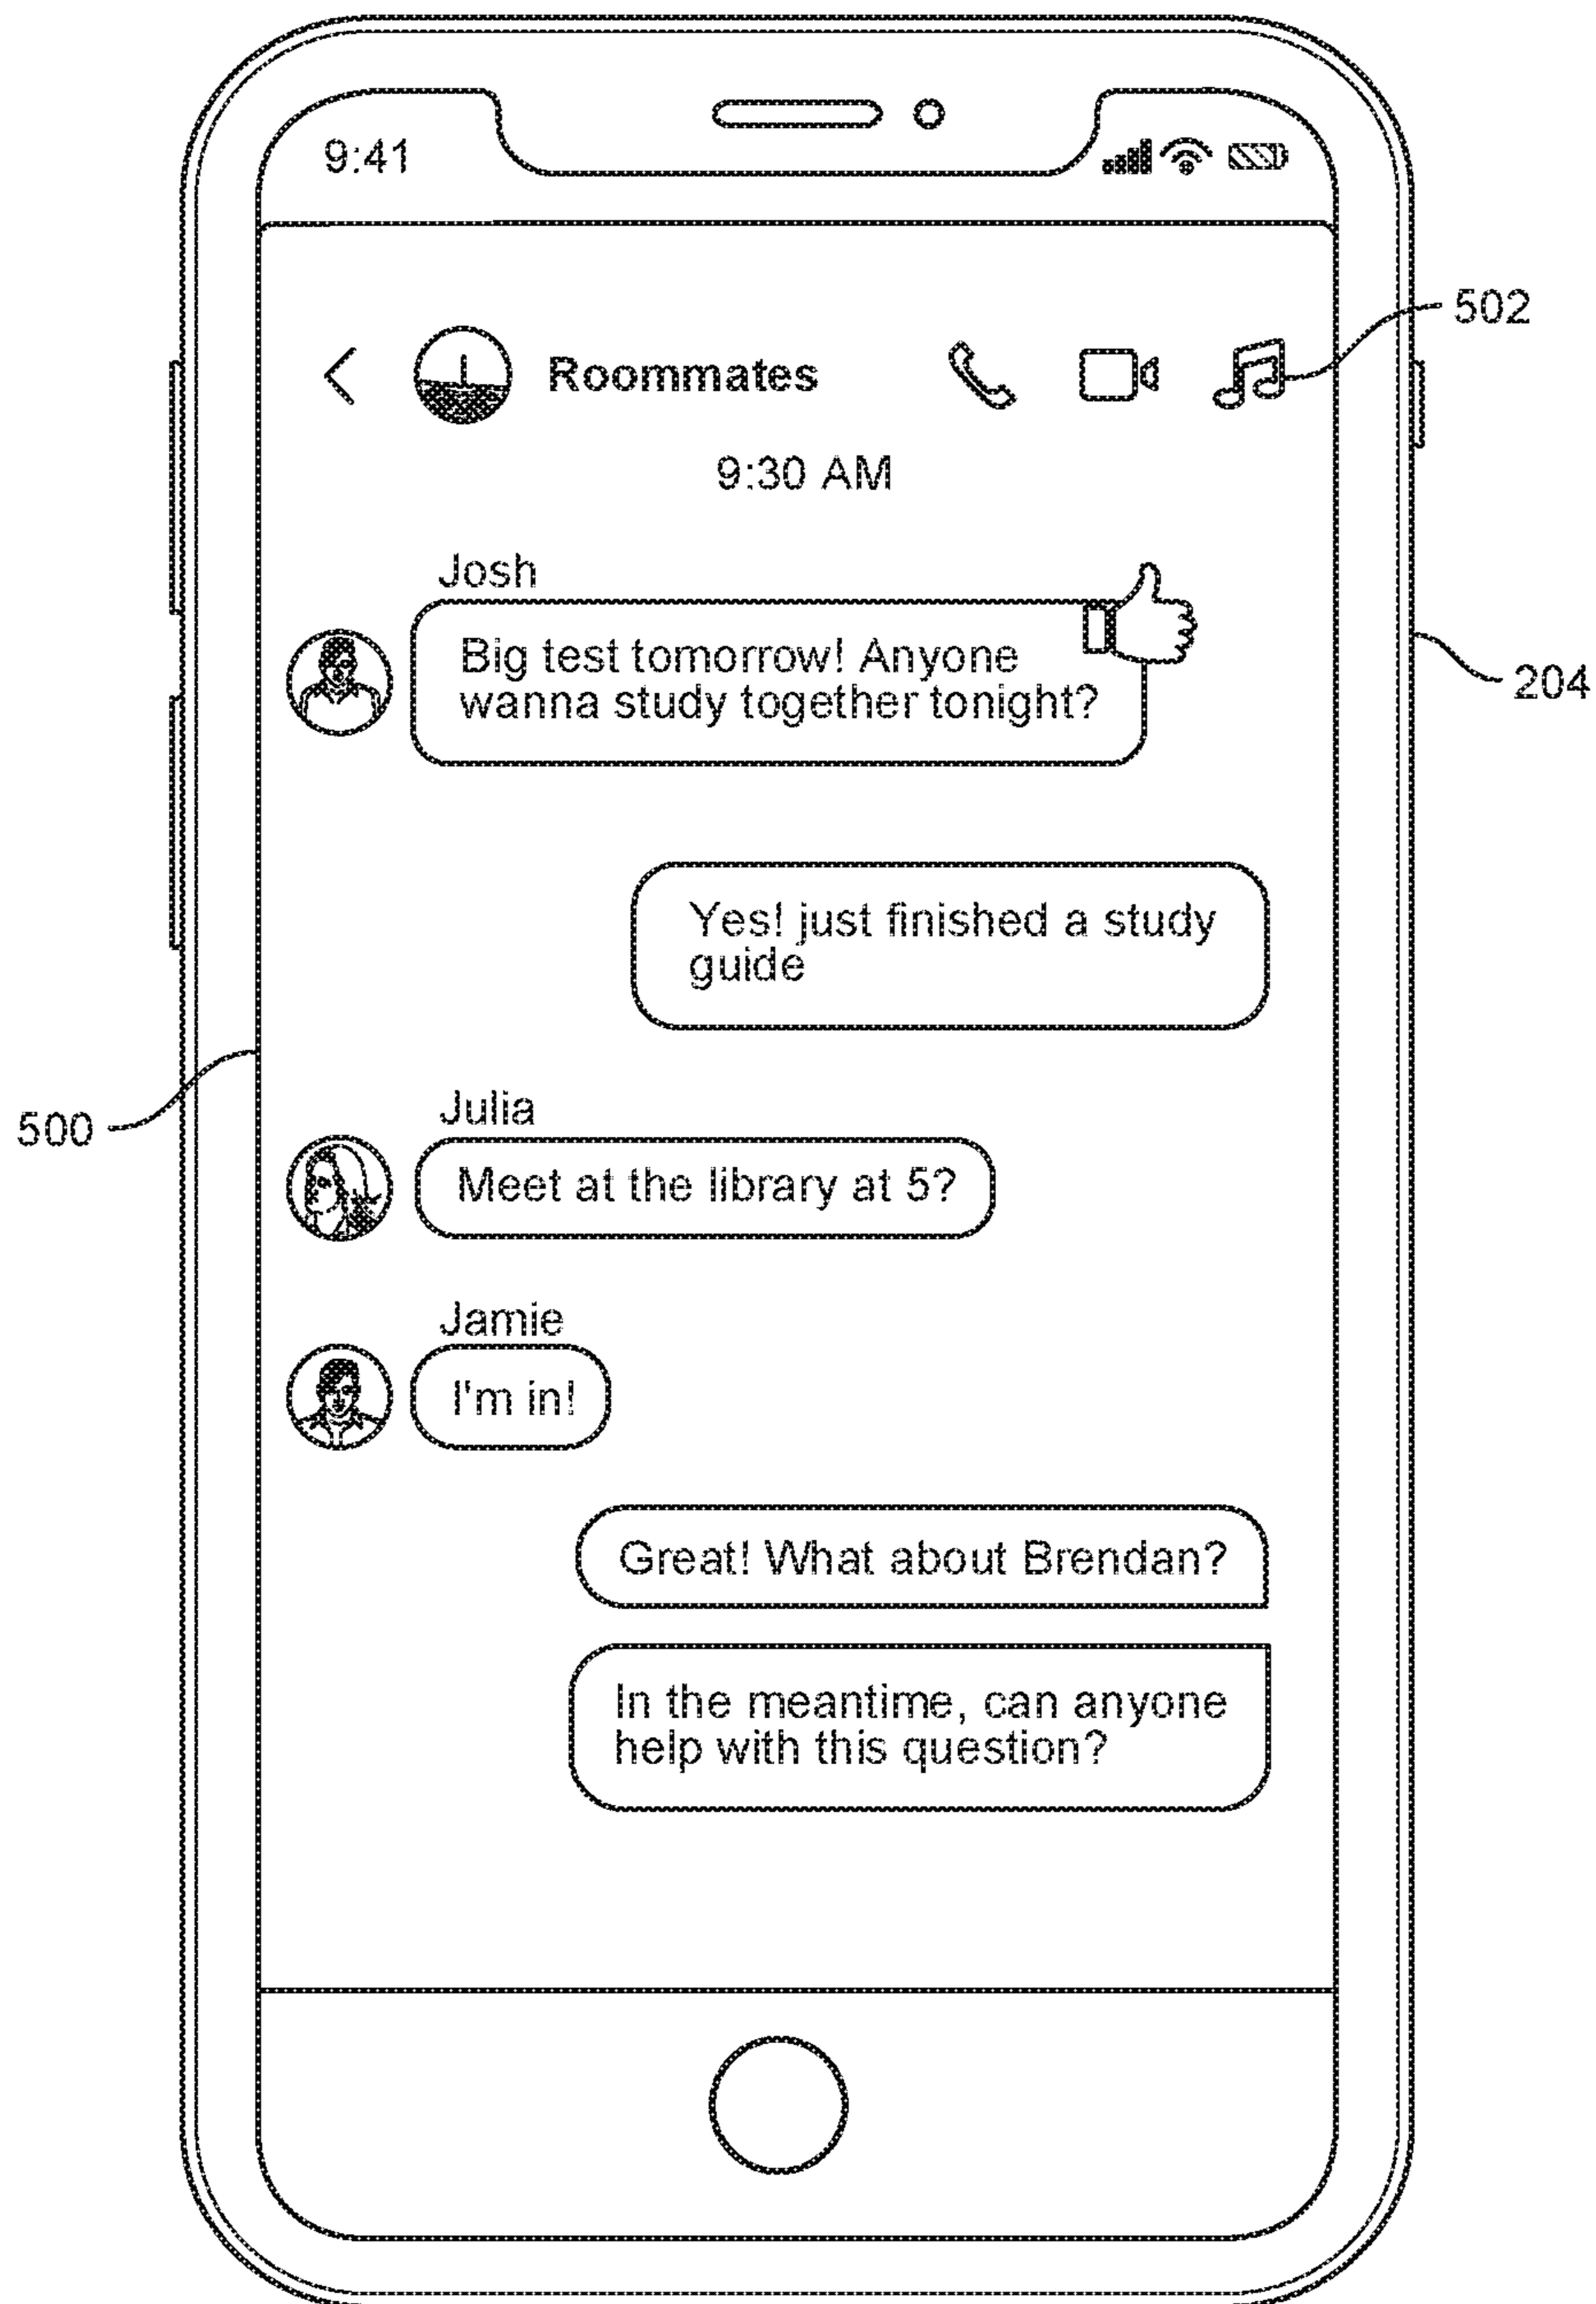 9:41
502
Roommates
9:30 AM
Josh
Big test tomorrow! Anyone
wanna study together tonight?
204
Yes! just finished a study
guide
500
Julia
Meet at the library at 5?
Jamie
I'm in!
Great! What about Brendan?
In the meantime, can anyone
help with this question?